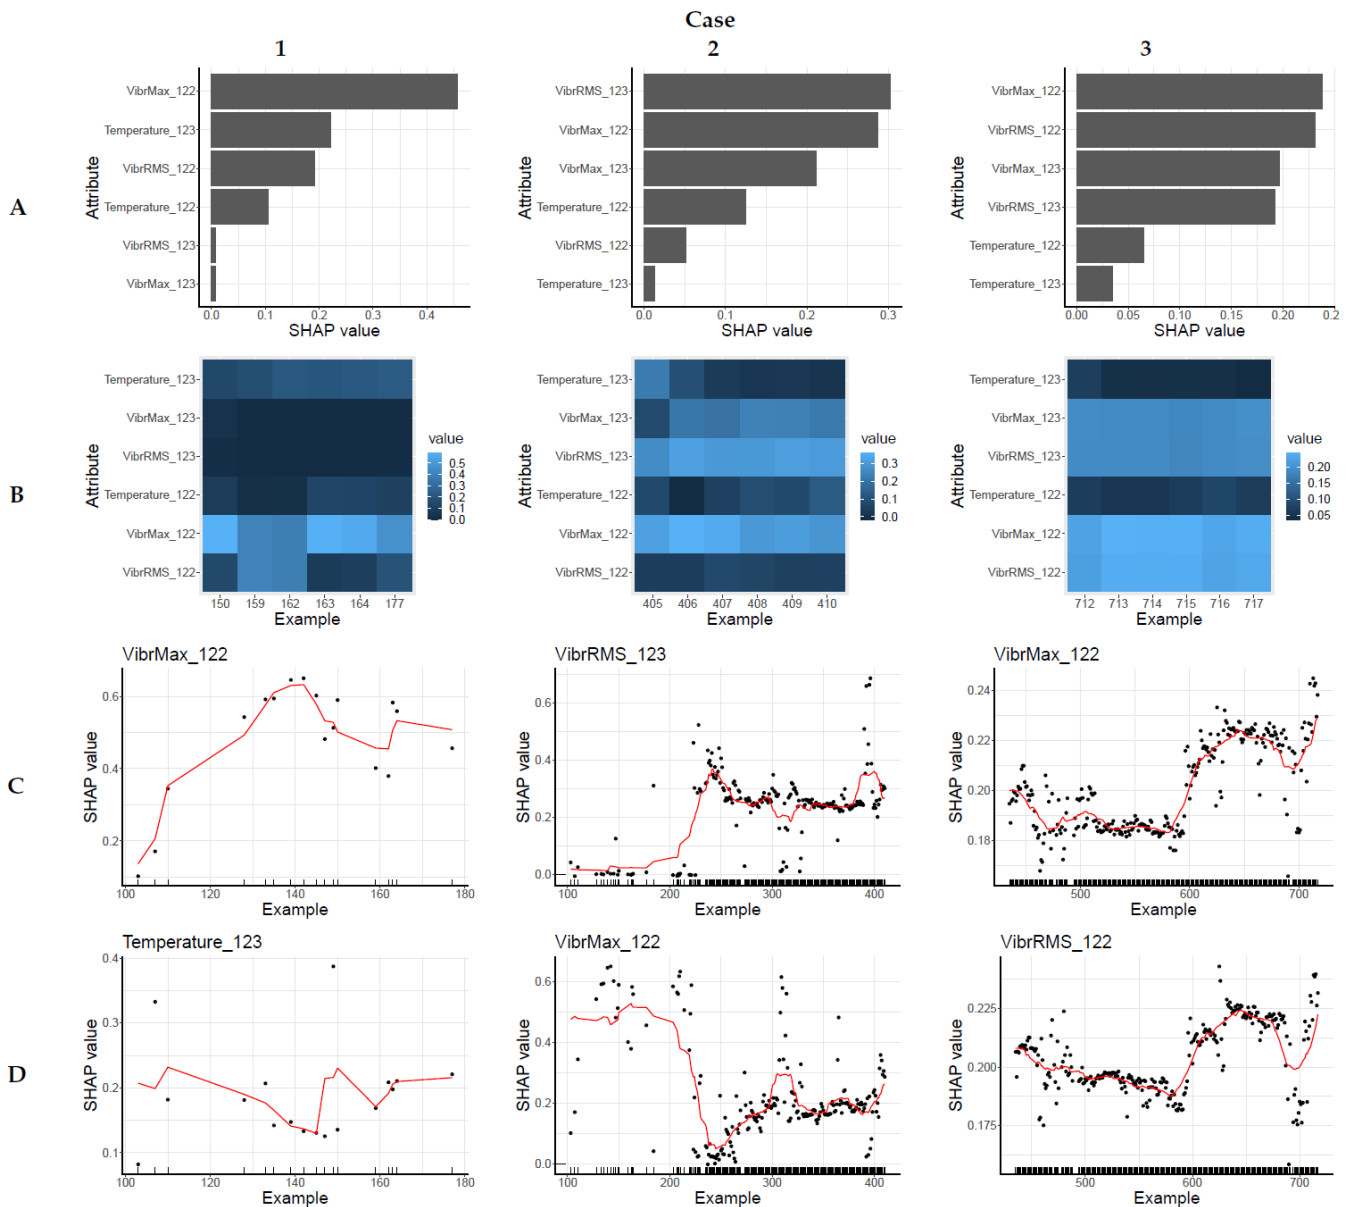 Case
1 2 3
A
Attribute
VibrMax_122
Temperature_123
VibrRMS_122
Temperature_122
VibrRMS_123
VibrMax_123
0.0 0.1 0.2 0.3 0.4
SHAP value
Attribute
VibrRMS_123
VibrMax_122
VibrMax_123
Temperature_122
VibrRMS_122
Temperature_123
0.0 0.1 0.2 0.3
SHAP value
Attribute
VibrMax_122
VibrRMS_122
VibrMax_123
VibrRMS_123
Temperature_122
Temperature_123
0.00 0.05 0.10 0.15 0.20 0.2
SHAP value
B
Attribute
Temperature_123
VibrMax_123
VibrRMS_123
Temperature_122
VibrMax_122
VibrRMS_122
150 159 162 163 164 177
Example
value
0.5
0.4
0.3
0.2
0.1
0.0
Attribute
Temperature_123
VibrMax_123
VibrRMS_123
Temperature_122
VibrMax_122
VibrRMS_122
405 406 407 408 409 410
Example
value
0.3
0.2
0.1
0.0
Attribute
Temperature_123
VibrMax_123
VibrRMS_123
Temperature_122
VibrMax_122
VibrRMS_122
712 713 714 715 716 717
Example
value
0.20
0.15
0.10
0.05
C
VibrMax_122
SHAP value
0.6
0.4
0.2
100 120 140 160 180
Example
VibrRMS_123
SHAP value
0.6
0.4
0.2
0.0
100 200 300 400
Example
VibrMax_122
SHAP value
0.24
0.22
0.20
0.18
500 600 700
Example
D
Temperature_123
SHAP value
0.4
0.3
0.2
0.1
100 120 140 160 180
Example
VibrMax_122
SHAP value
0.6
0.4
0.2
0.0
100 200 300 400
Example
VibrRMS_122
SHAP value
0.225
0.200
0.175
500 600 700
Example